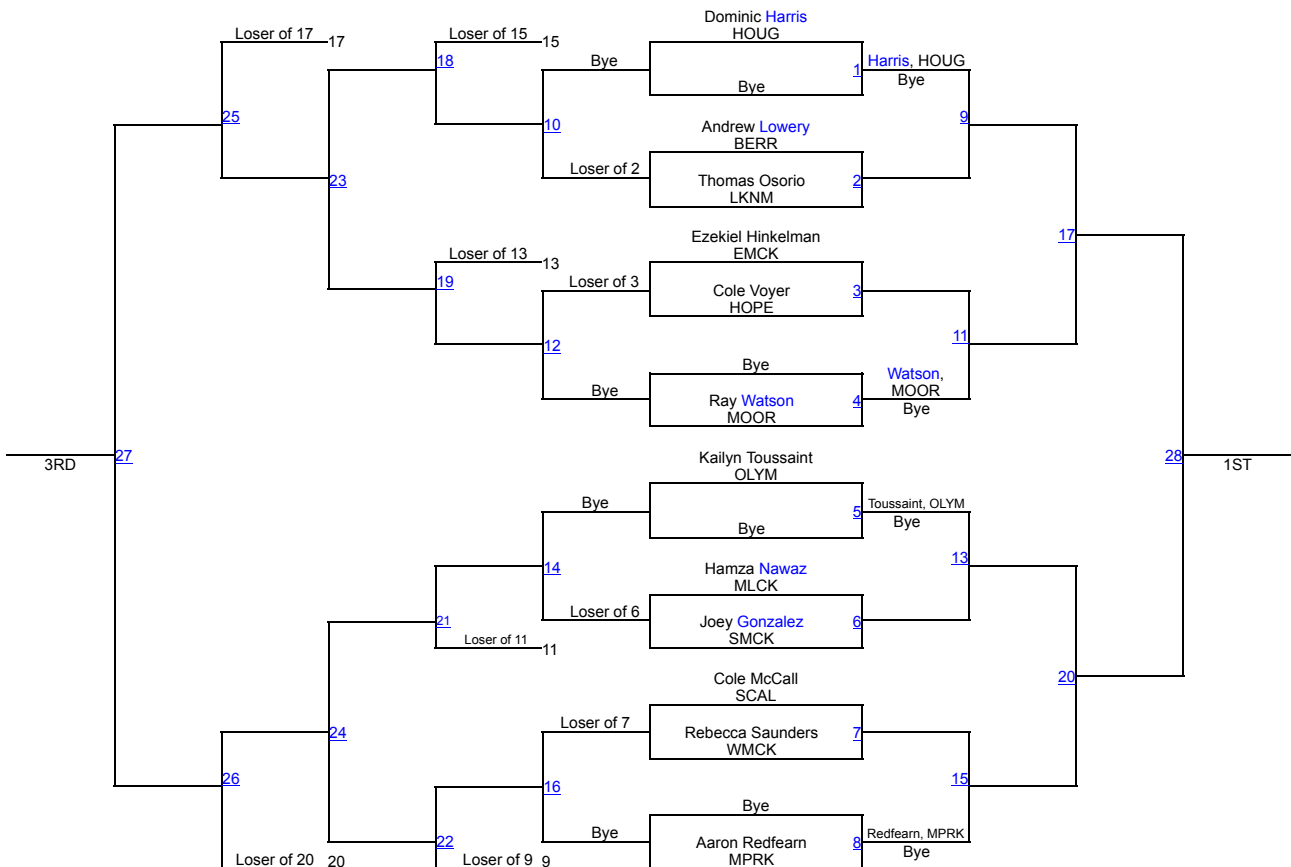 Dominic Harris
HOUG
Loser of 17 17
Loser of 15 15
18
Bye
1
Harris, HOUG
Bye
Bye
25
10
9
Andrew Lowery
BERR
Loser of 2
23
Thomas Osorio
LKNM
2
Ezekiel Hinkelman
EMCK
17
Loser of 13 13
19
Loser of 3
Cole Voyer
HOPE
3
12
11
Bye
Bye
Ray Watson
MOOR
4
Watson,
MOOR
Bye
3RD
27
28
1ST
Kailyn Toussaint
OLYM
Bye
Bye
5
Toussaint, OLYM
Bye
14
13
Hamza Nawaz
MLCK
Loser of 6
Joey Gonzalez
SMCK
6
21
Loser of 11 11
Cole McCall
SCAL
20
Loser of 7
Rebecca Saunders
WMCK
7
24
26
16
15
Bye
Bye
Aaron Redfearn
MPRK
8
Redfearn, MPRK
Bye
22
Loser of 20 20
Loser of 9 9